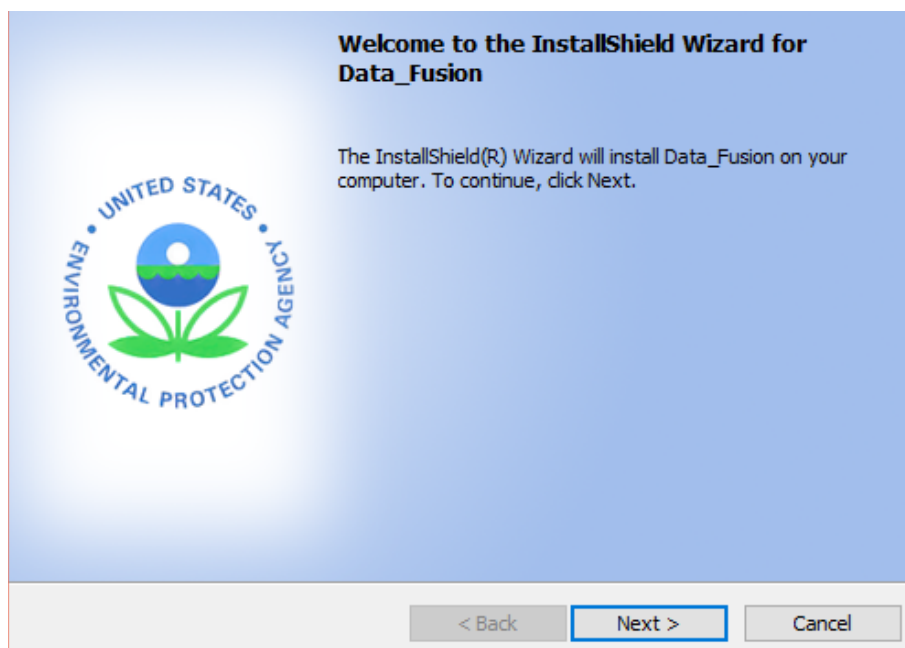 Welcome to the InstallShield Wizard for
Data_Fusion
The InstallShield(R) Wizard will install Data_Fusion on your
computer. To continue, click Next.
UNITED STATES • ENVIRONMENTAL PROTECTION AGENCY •
< Back
Next >
Cancel